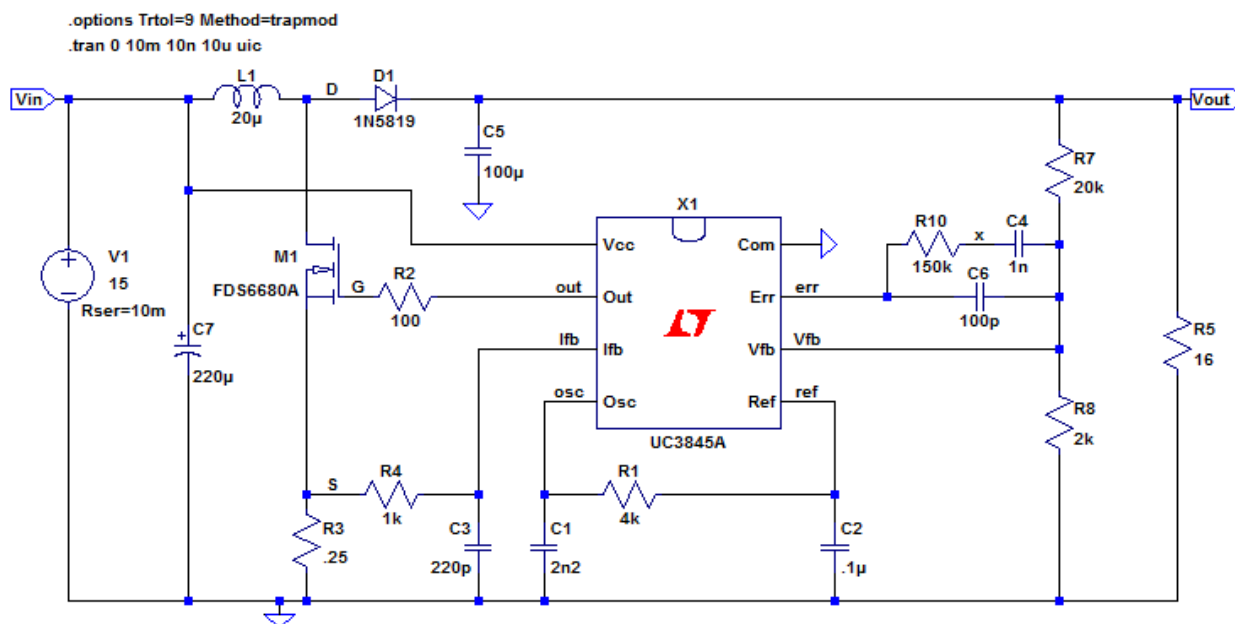 .options Trtol=9 Method=trapmod
.tran 0 10m 10n 10u uic
Vin
L1
20µ
D
D1
1N5819
Vout
C5
100µ
R7
20k
X1
R10
150k
x
C4
1n
Vcc
Com
M1
FDS6680A
G
R2
100
out
Out
Err
err
C6
100p
V1
15
Rser=10m
C7
220µ
Ifb
Ifb
Vfb
Vfb
R5
16
osc
Osc
Ref
ref
UC3845A
R8
2k
S
R4
1k
R1
4k
R3
.25
C3
220p
C1
2n2
C2
.1µ